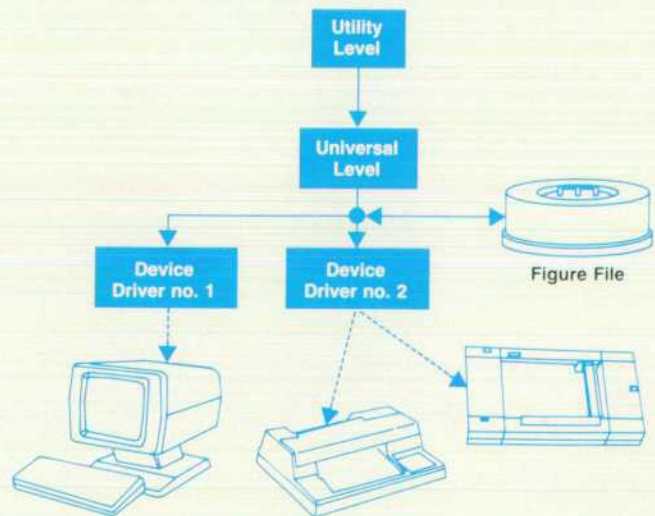 Utility
Level
Universal
Level
Device
Driver no. 1
Device
Driver no. 2
Figure File